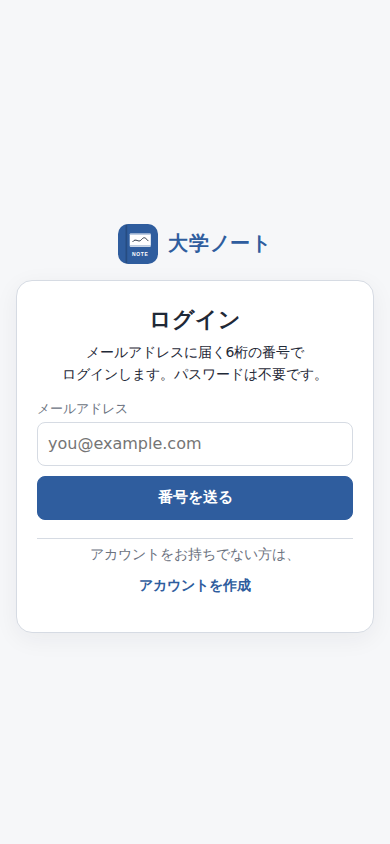 NOTE
大学ノート
ログイン
メールアドレスに届く6桁の番号で
ログインします。パスワードは不要です。
メールアドレス
you@example.com
番号を送る
アカウントをお持ちでない方は、
アカウントを作成